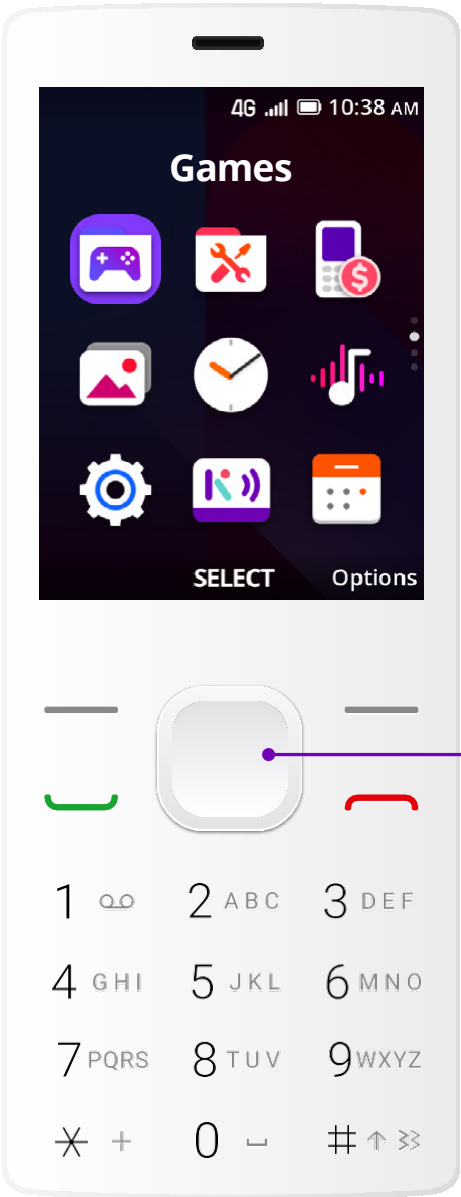 4G 10:38 AM
Games
$
SELECT Options
1 2 ABC 3 DEF
4 GHI 5 JKL 6 MNO
7 PQRS 8 TUV 9 WXYZ
* + 0 #